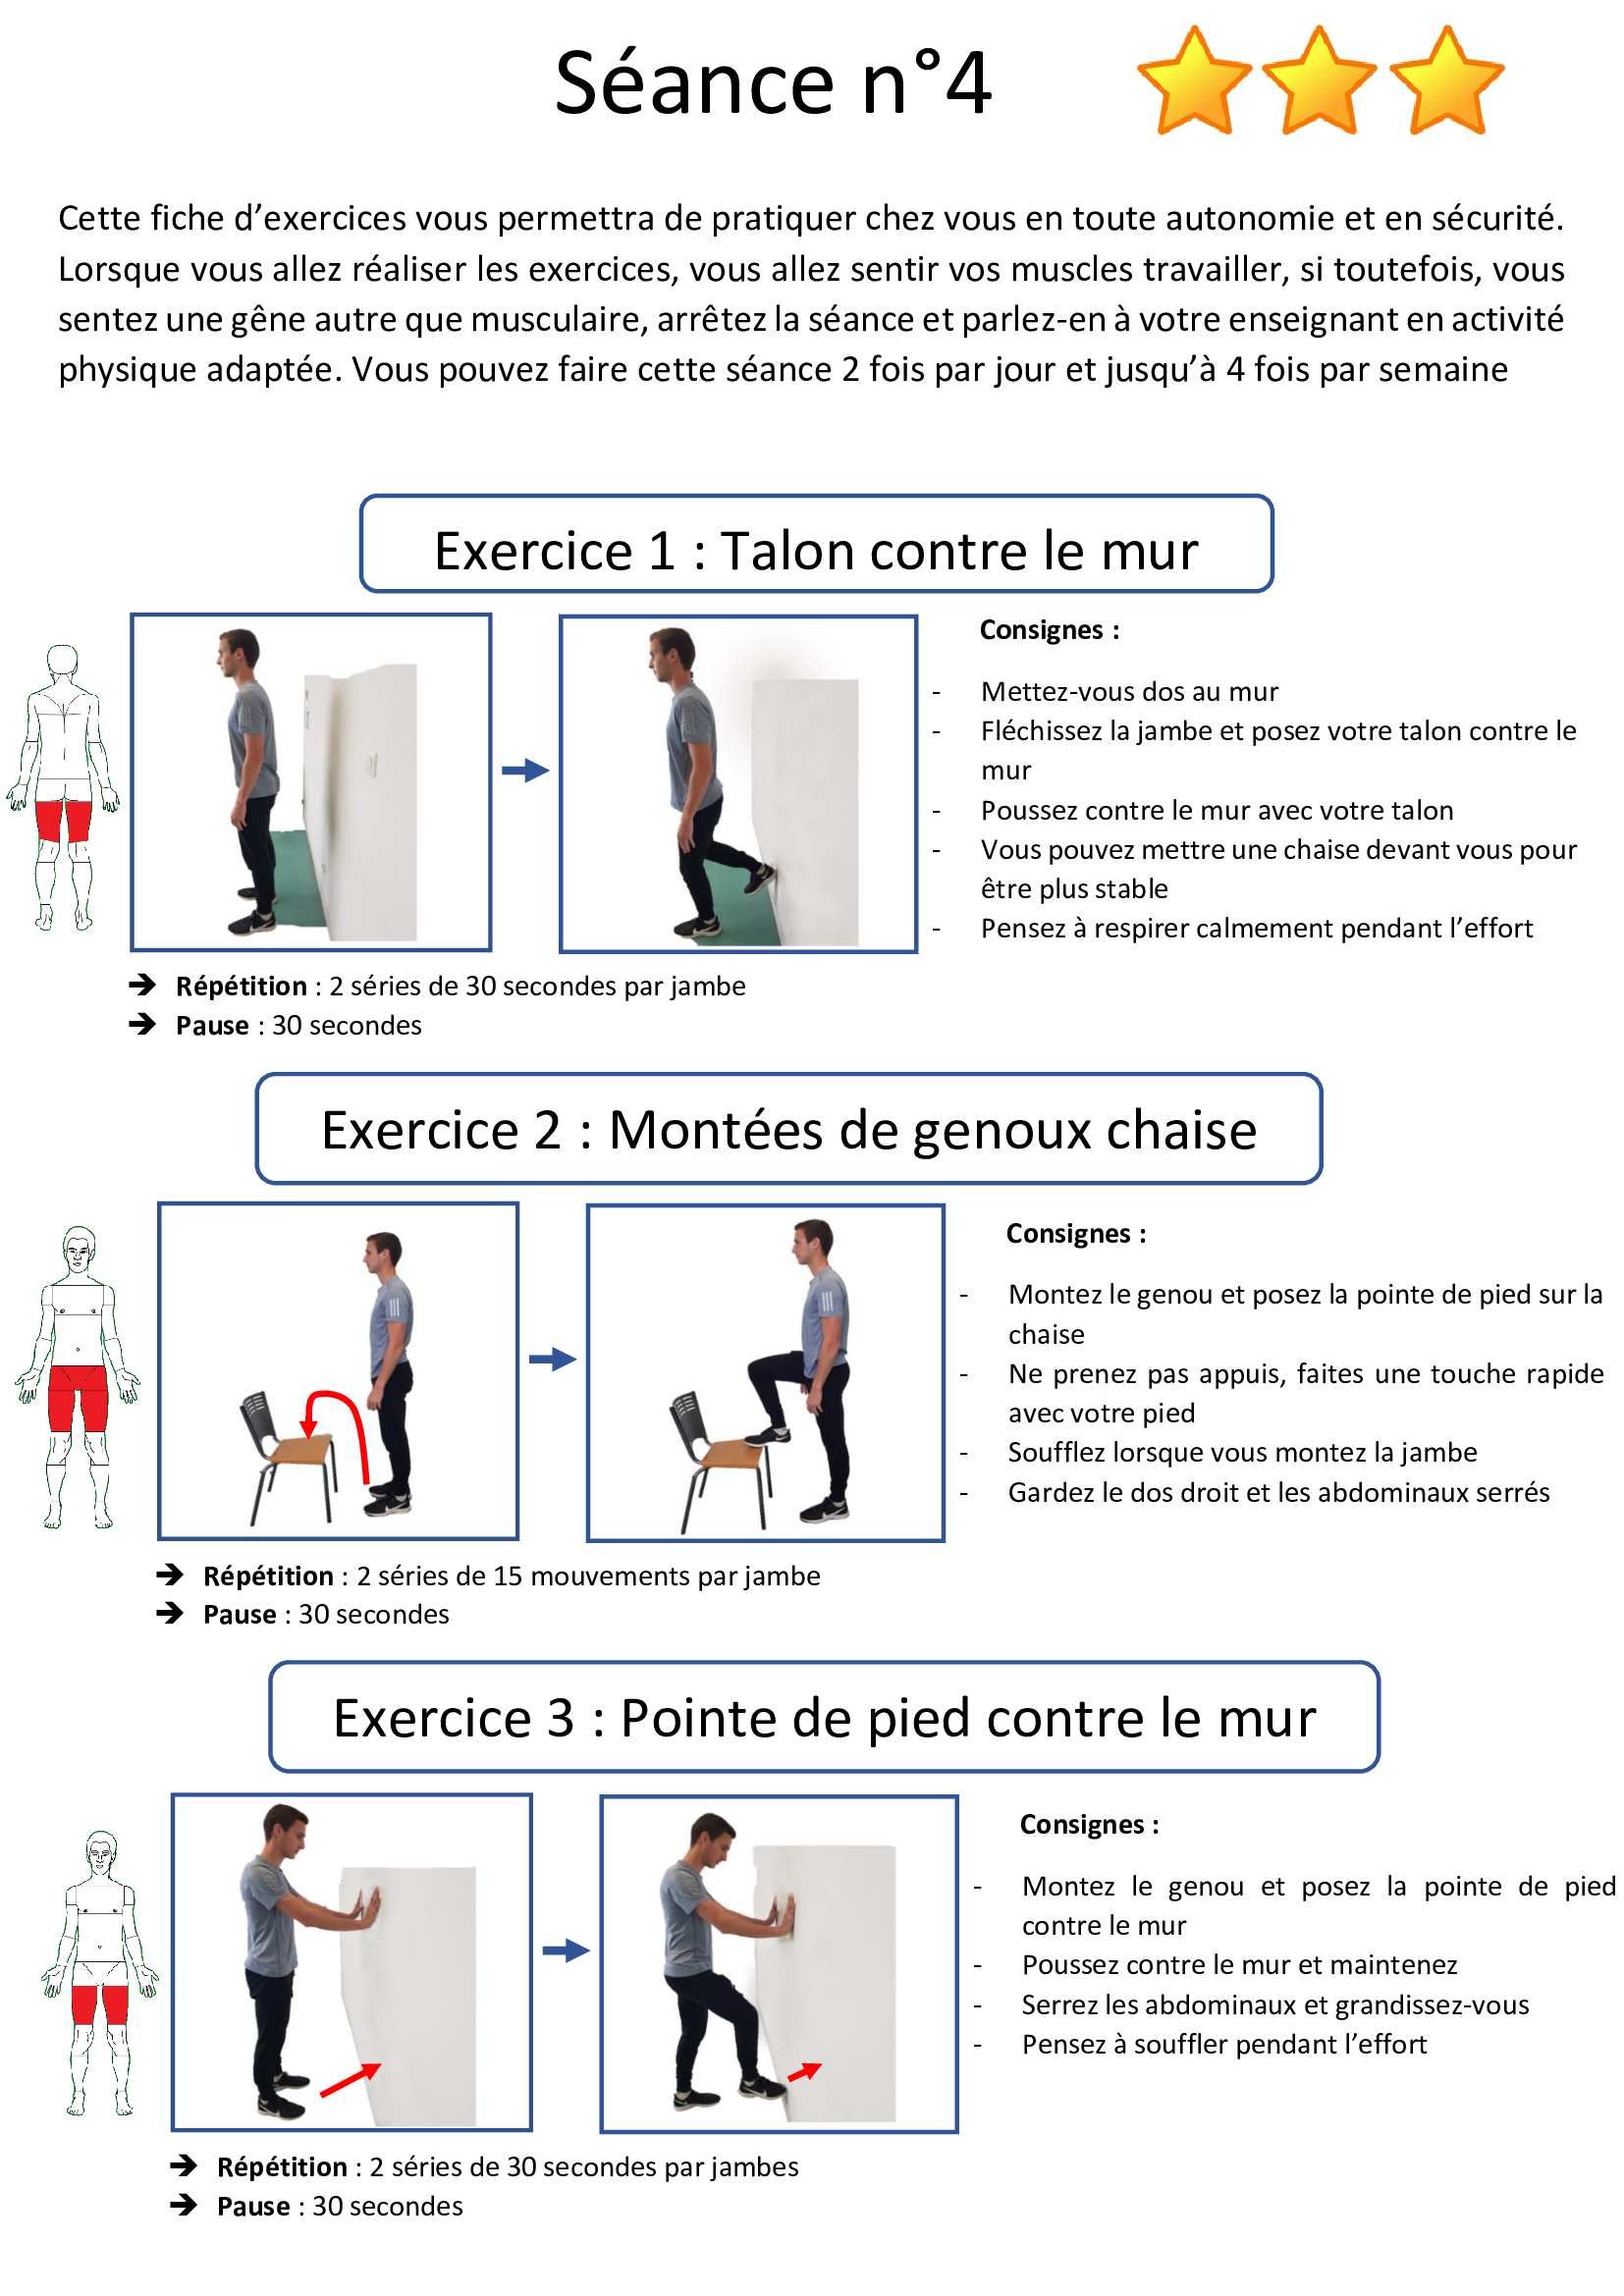 Séance n°4
Cette fiche d’exercices vous permettra de pratiquer chez vous en toute autonomie et en sécurité.
Lorsque vous allez réaliser les exercices, vous allez sentir vos muscles travailler, si toutefois, vous
sentez une gêne autre que musculaire, arrêtez la séance et parlez-en à votre enseignant en activité
physique adaptée. Vous pouvez faire cette séance 2 fois par jour et jusqu’à 4 fois par semaine
Exercice 1 : Talon contre le mur
Consignes :
- Mettez-vous dos au mur
- Fléchissez la jambe et posez votre talon contre le
mur
- Poussez contre le mur avec votre talon
- Vous pouvez mettre une chaise devant vous pour
être plus stable
- Pensez à respirer calmement pendant l’effort
➔ Répétition : 2 séries de 30 secondes par jambe
➔ Pause : 30 secondes
Exercice 2 : Montées de genoux chaise
Consignes :
- Montez le genou et posez la pointe de pied sur la
chaise
- Ne prenez pas appuis, faites une touche rapide
avec votre pied
- Soufflez lorsque vous montez la jambe
- Gardez le dos droit et les abdominaux serrés
➔ Répétition : 2 séries de 15 mouvements par jambe
➔ Pause : 30 secondes
Exercice 3 : Pointe de pied contre le mur
Consignes :
- Montez le genou et posez la pointe de pied
contre le mur
- Poussez contre le mur et maintenez
- Serrez les abdominaux et grandissez-vous
- Pensez à souffler pendant l’effort
➔ Répétition : 2 séries de 30 secondes par jambes
➔ Pause : 30 secondes